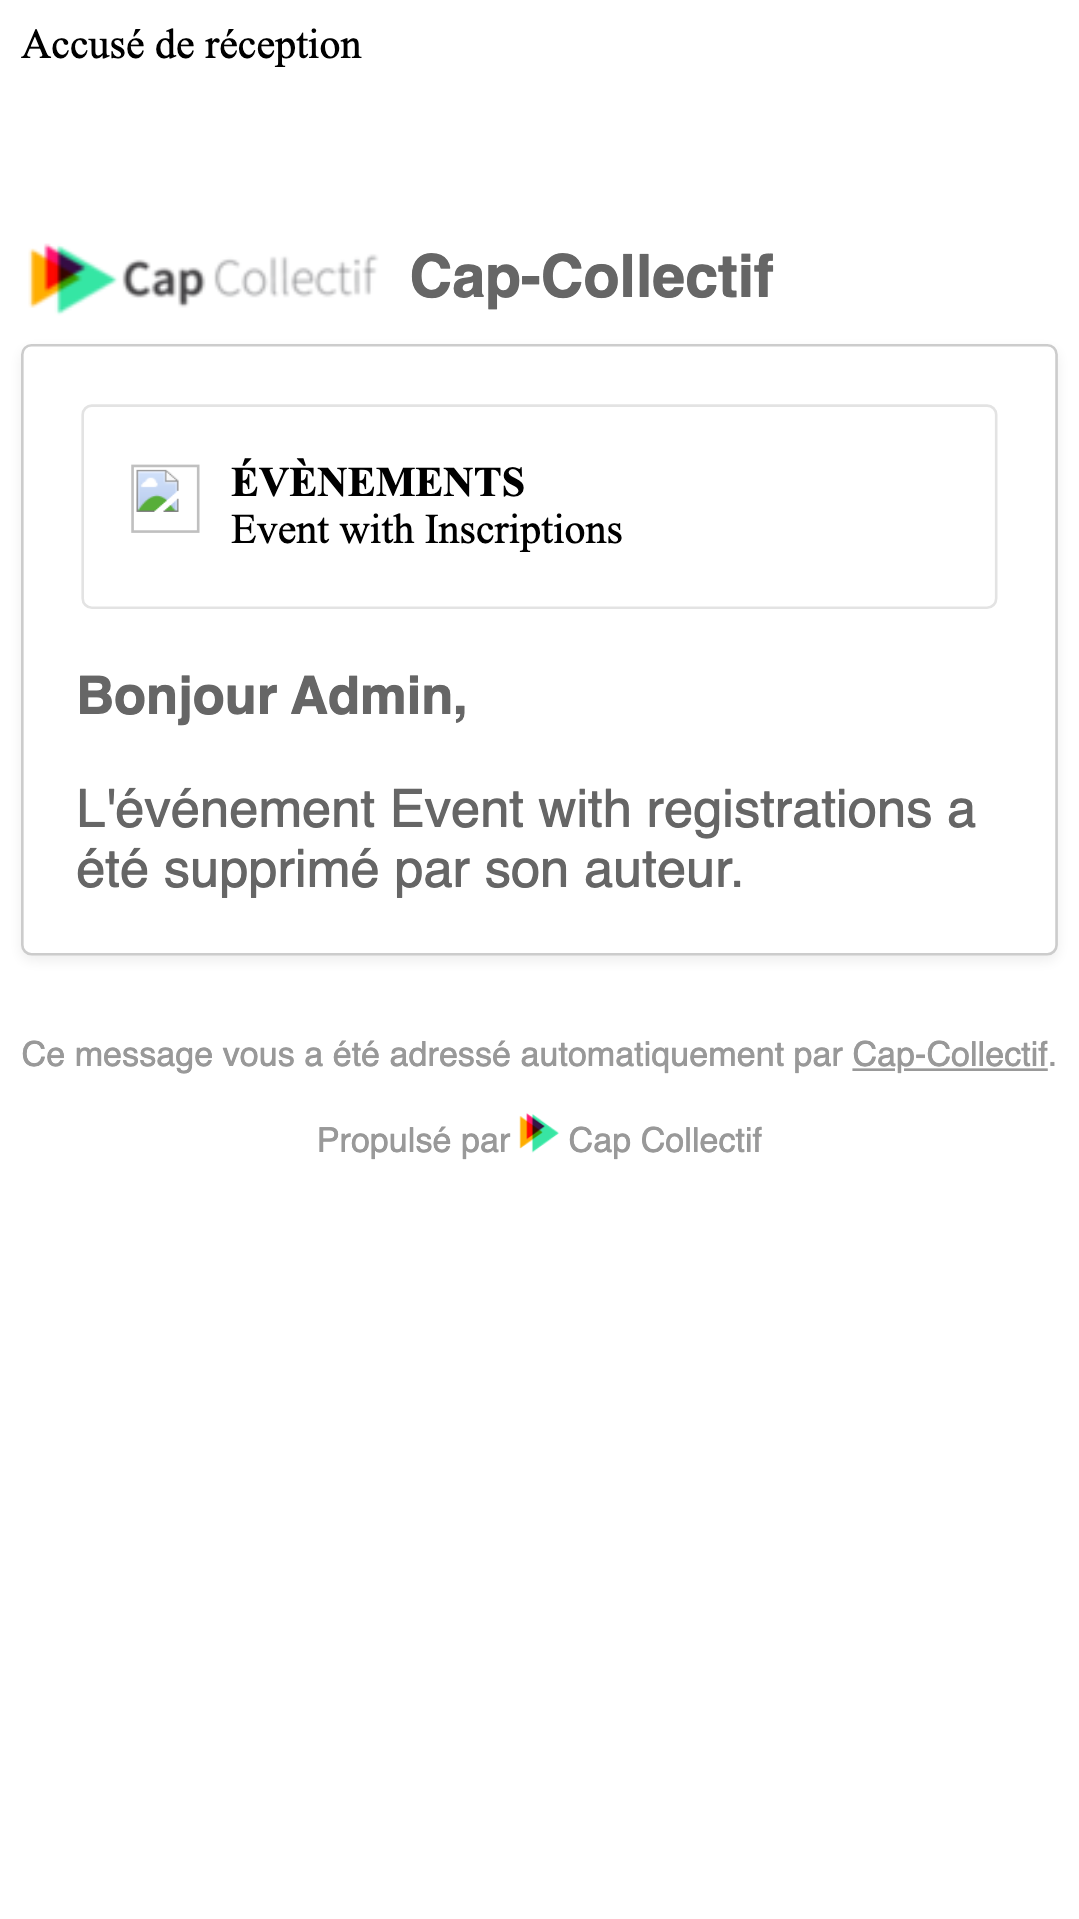 Accusé de réception
Cap Collectif Cap-Collectif
ÉVÈNEMENTS
Event with Inscriptions
Bonjour Admin,
L'événement Event with registrations a
été supprimé par son auteur.
Ce message vous a été adressé automatiquement par Cap-Collectif.
Propulsé par Cap Collectif